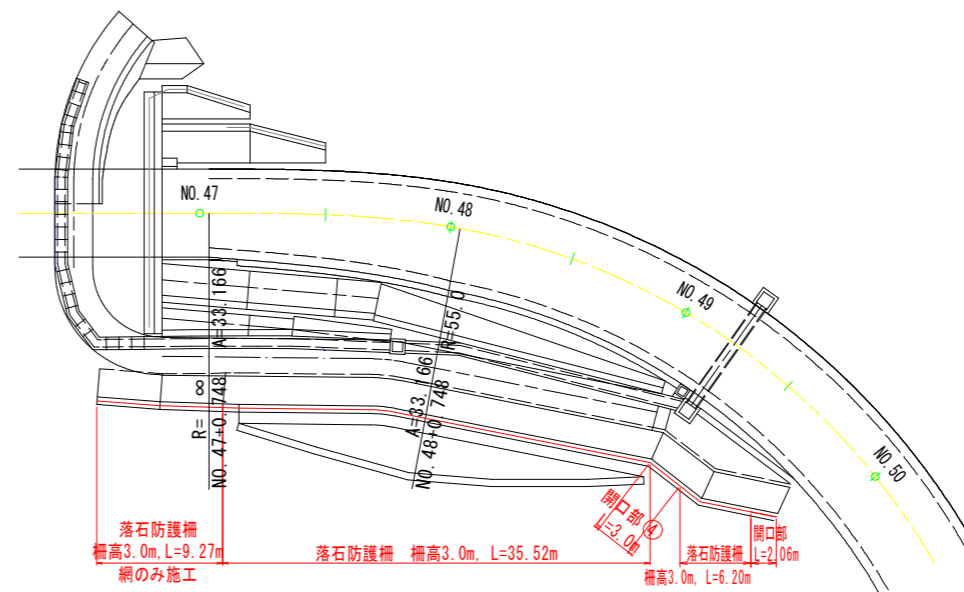 NO.47
NO.48
NO.49
NO.50
A=33.166
R= ∞
NO.47+0.748
R=55.0
A=33.166
NO.48+0.748
落石防護柵
柵高3.0m, L=9.27m
網のみ施工
落石防護柵 柵高3.0m, L=35.52m
開口部 ④
L=3.0m
落石防護柵
柵高3.0m, L=6.20m
開口部
L=2.06m